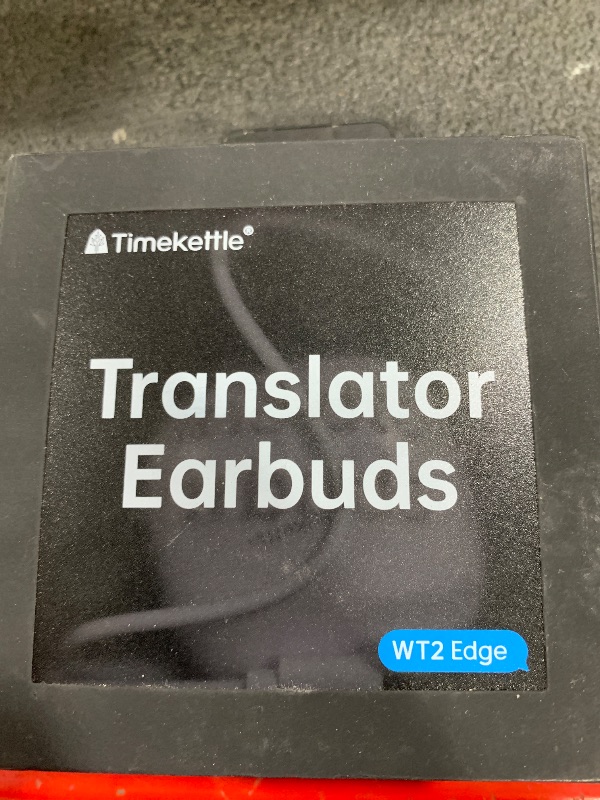 Timekettle®
Translator
Earbuds
WT2 Edge